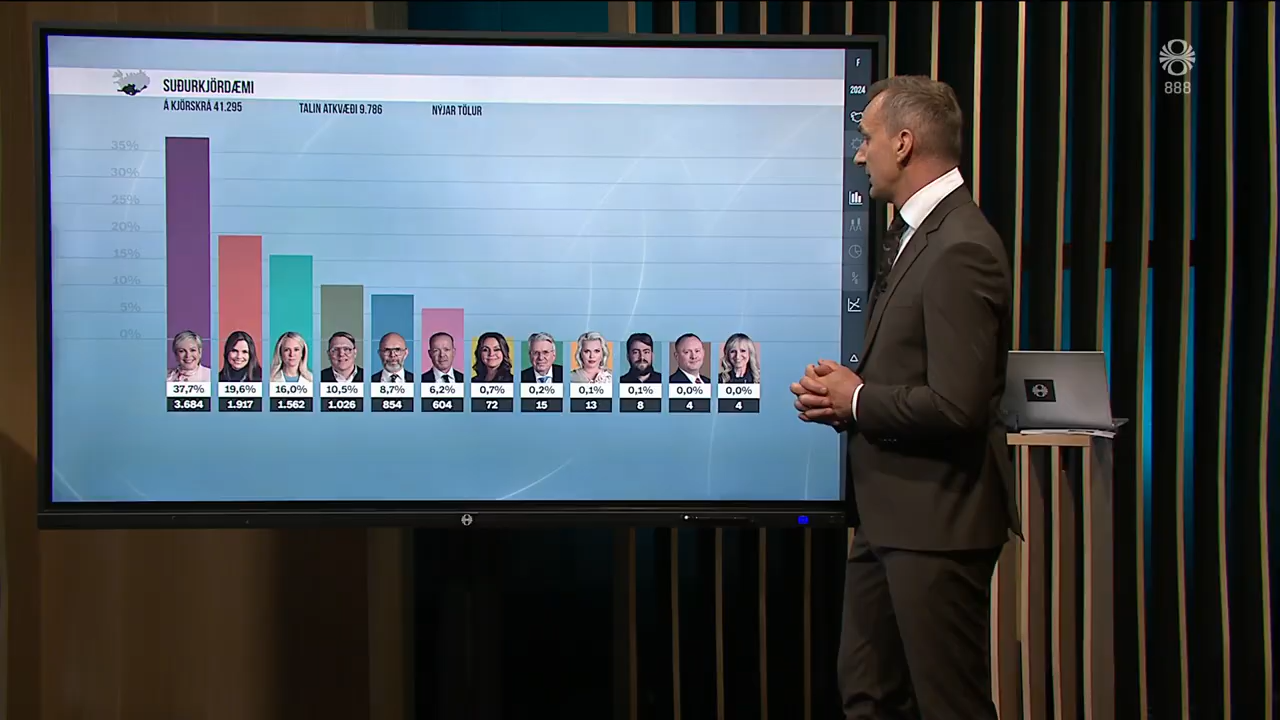 SUÐURKJÖRDÆMI
Á KJÖRSKRÁ 41.295 TALIN ATKVÆÐI 9.786 NÝJAR TÖLUR
35%
30%
25%
20%
15%
10%
5%
0%
37,7% 19,6% 16,0% 10,5% 8,7% 6,2% 0,7% 0,2% 0,1% 0,1% 0,0% 0,0%
3.684 1.917 1.562 1.026 854 604 72 15 13 8 4 4
F
2024
888